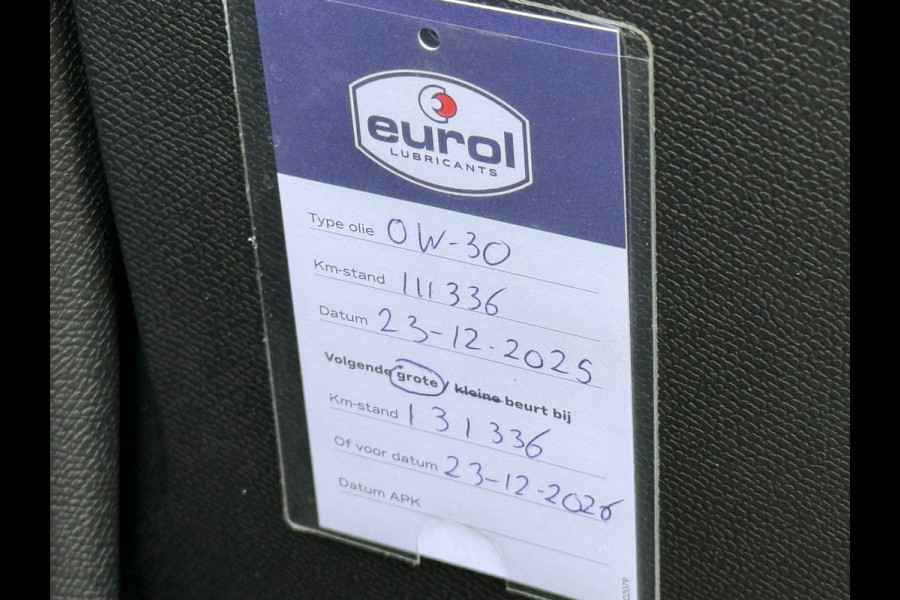 eurol
LUBRICANTS
Type olie 0W-30
Km-stand 111336
Datum 23-12-2025
Volgende grote / kleine beurt bij
Km-stand 131336
Of voor datum 23-12-2026
Datum APK